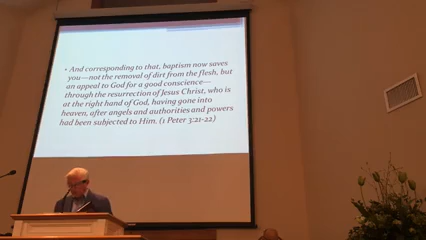 • And corresponding to that, baptism now saves
you—not the removal of dirt from the flesh, but
an appeal to God for a good conscience—
through the resurrection of Jesus Christ, who is
at the right hand of God, having gone into
heaven, after angels and authorities and powers
had been subjected to Him. (1 Peter 3:21-22)